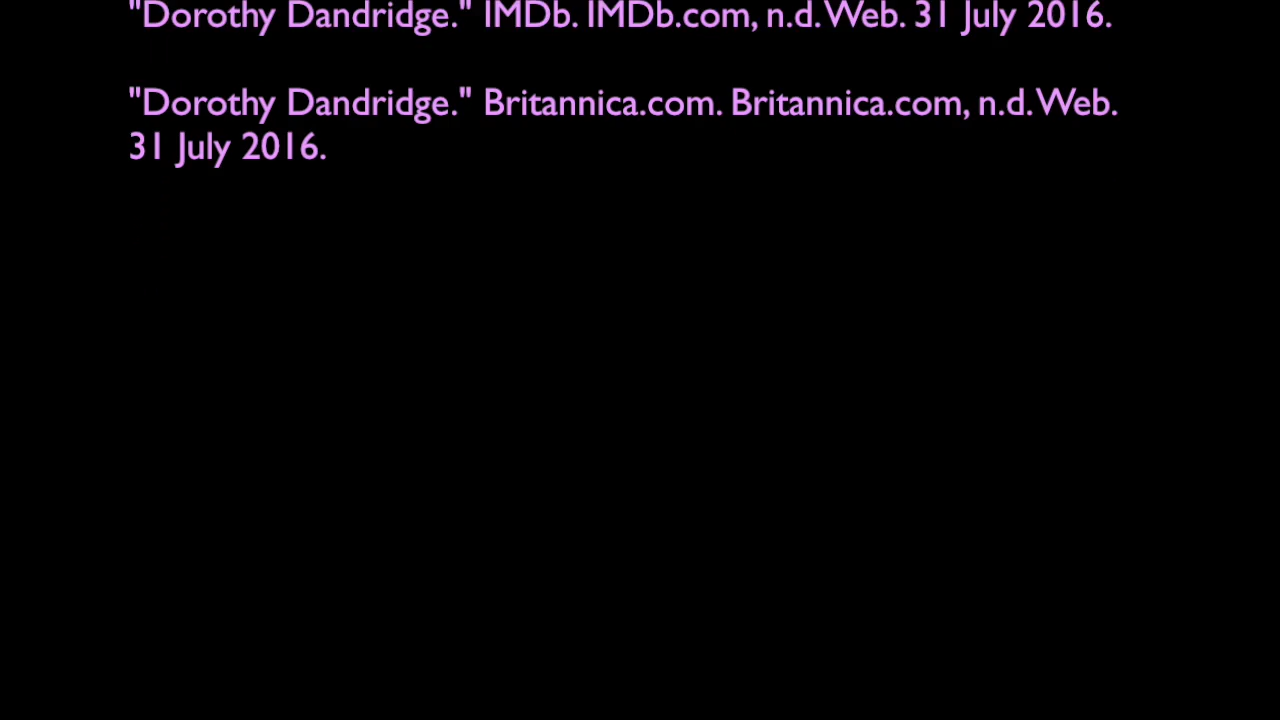 "Dorothy Dandridge." IMDb. IMDb.com, n.d. Web. 31 July 2016.
"Dorothy Dandridge." Britannica.com. Britannica.com, n.d. Web.
31 July 2016.